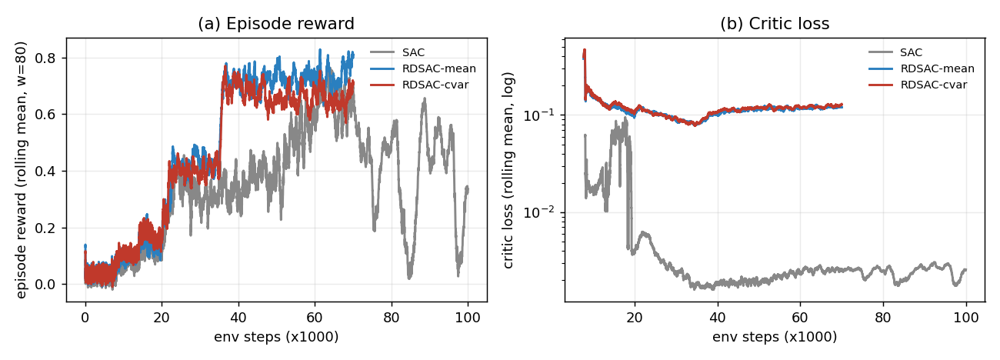 (a) Episode reward
episode reward (rolling mean, w=80)
0.8
0.6
0.4
0.2
0.0
SAC
RDSAC-mean
RDSAC-cvar
0 20 40 60 80 100
env steps (x1000)
(b) Critic loss
critic loss (rolling mean, log)
10⁻¹
10⁻²
SAC
RDSAC-mean
RDSAC-cvar
20 40 60 80 100
env steps (x1000)